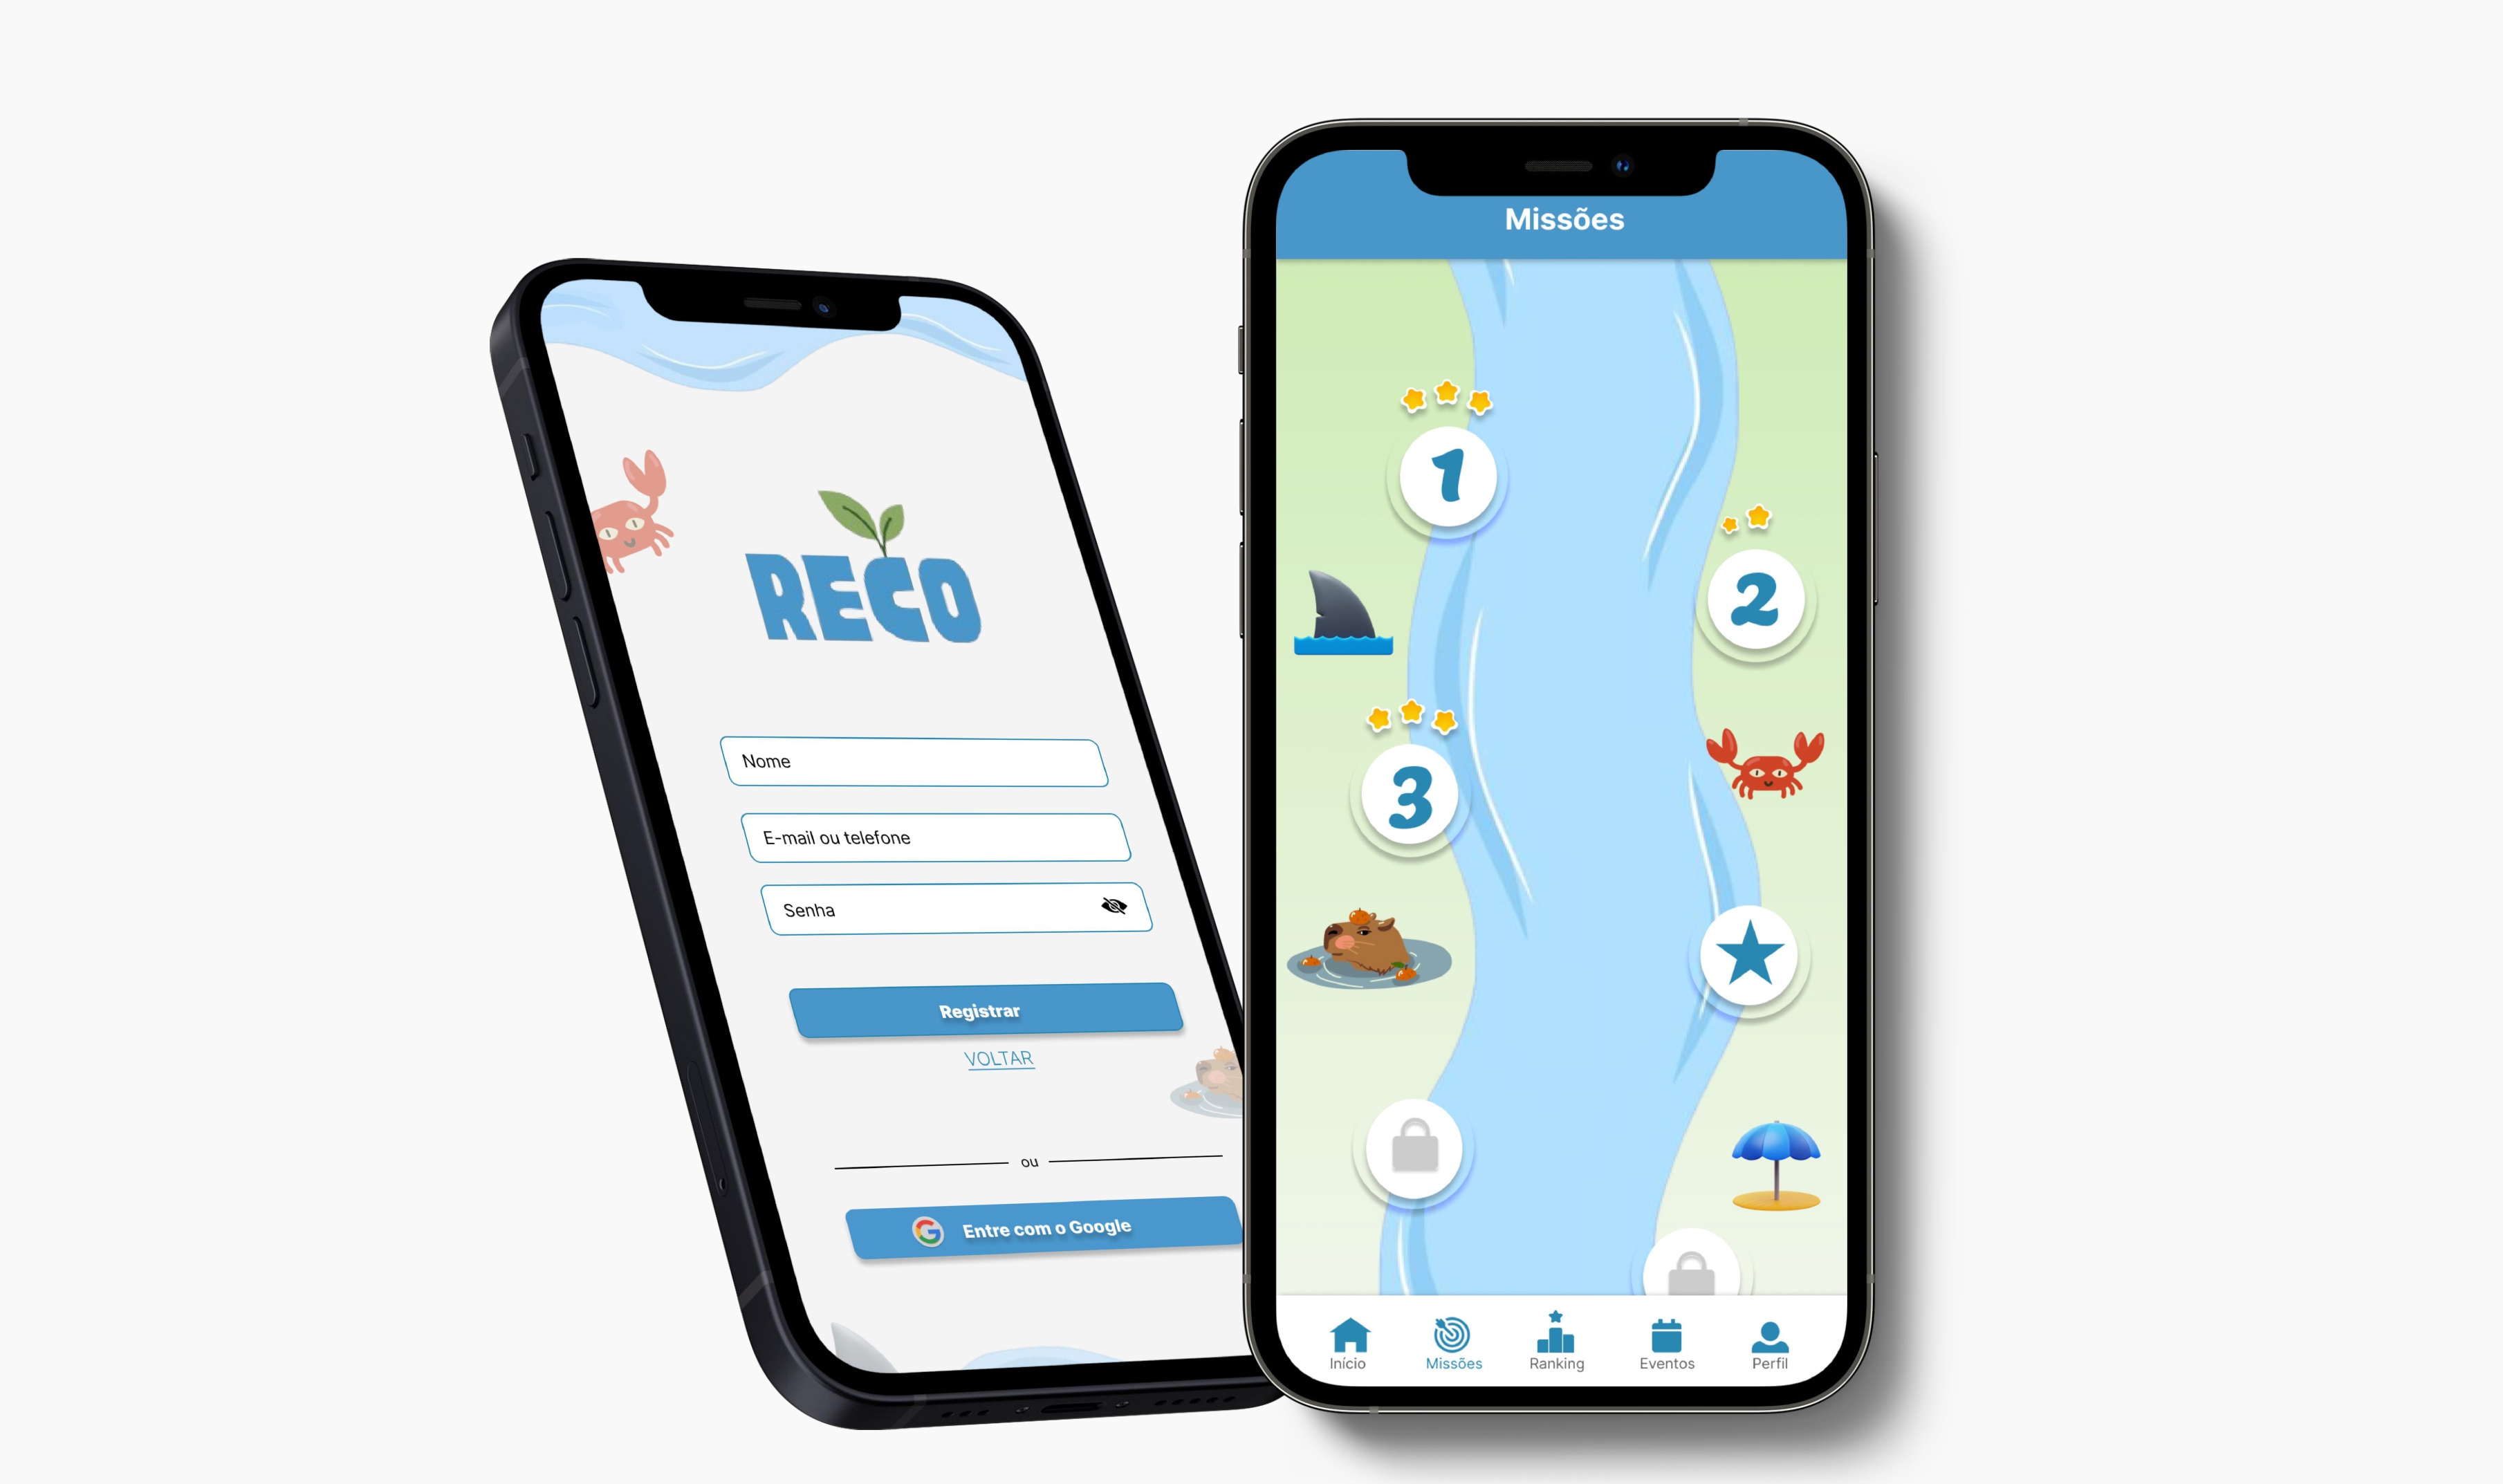 RECO
Nome
E-mail ou telefone
Senha
Registrar
VOLTAR
ou
G
Entre com o Google
Missões
1
2
3
Início
Missões
Ranking
Eventos
Perfil